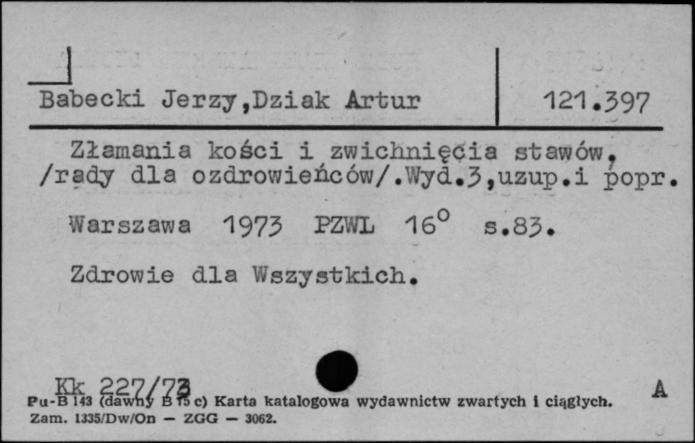 Babecki Jerzy,Dziak Artur 121.397
Złamania kości i zwichnięcia stawów,
/rady dla ozdrowieńców/.Wyd.3,uzup.i popr.
Warszawa 1973 PZWL 16° s.83.
Zdrowie dla Wszystkich.
Kk 227/73 A
Pu-B 143 (dawny B 15 c) Karta katalogowa wydawnictw zwartych i ciągłych.
Zam. 1335/Dw/On — ZGG — 3062.